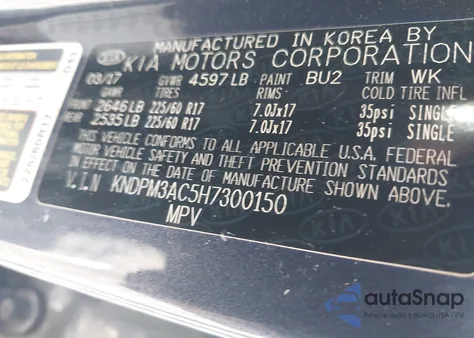 MANUFACTURED IN KOREA BY
KIA KIA MOTORS CORPORATION
03/17 GVWR 4597LB PAINT BU2 TRIM WK
GAWR TIRES RIMS COLD TIRE INFL
FRONT 2646LB 225/60 R17 7.0Jx17 35psi SINGLE
REAR 2535LB 225/60 R17 7.0Jx17 35psi SINGLE
THIS VEHICLE CONFORMS TO ALL APPLICABLE U.S.A. FEDERAL
MOTOR VEHICLE SAFETY AND THEFT PREVENTION STANDARDS
IN EFFECT ON THE DATE OF MANUFACTURE SHOWN ABOVE.
V.I.N KNDPM3AC5H7300150
MPV
225/60R17
autoSnap